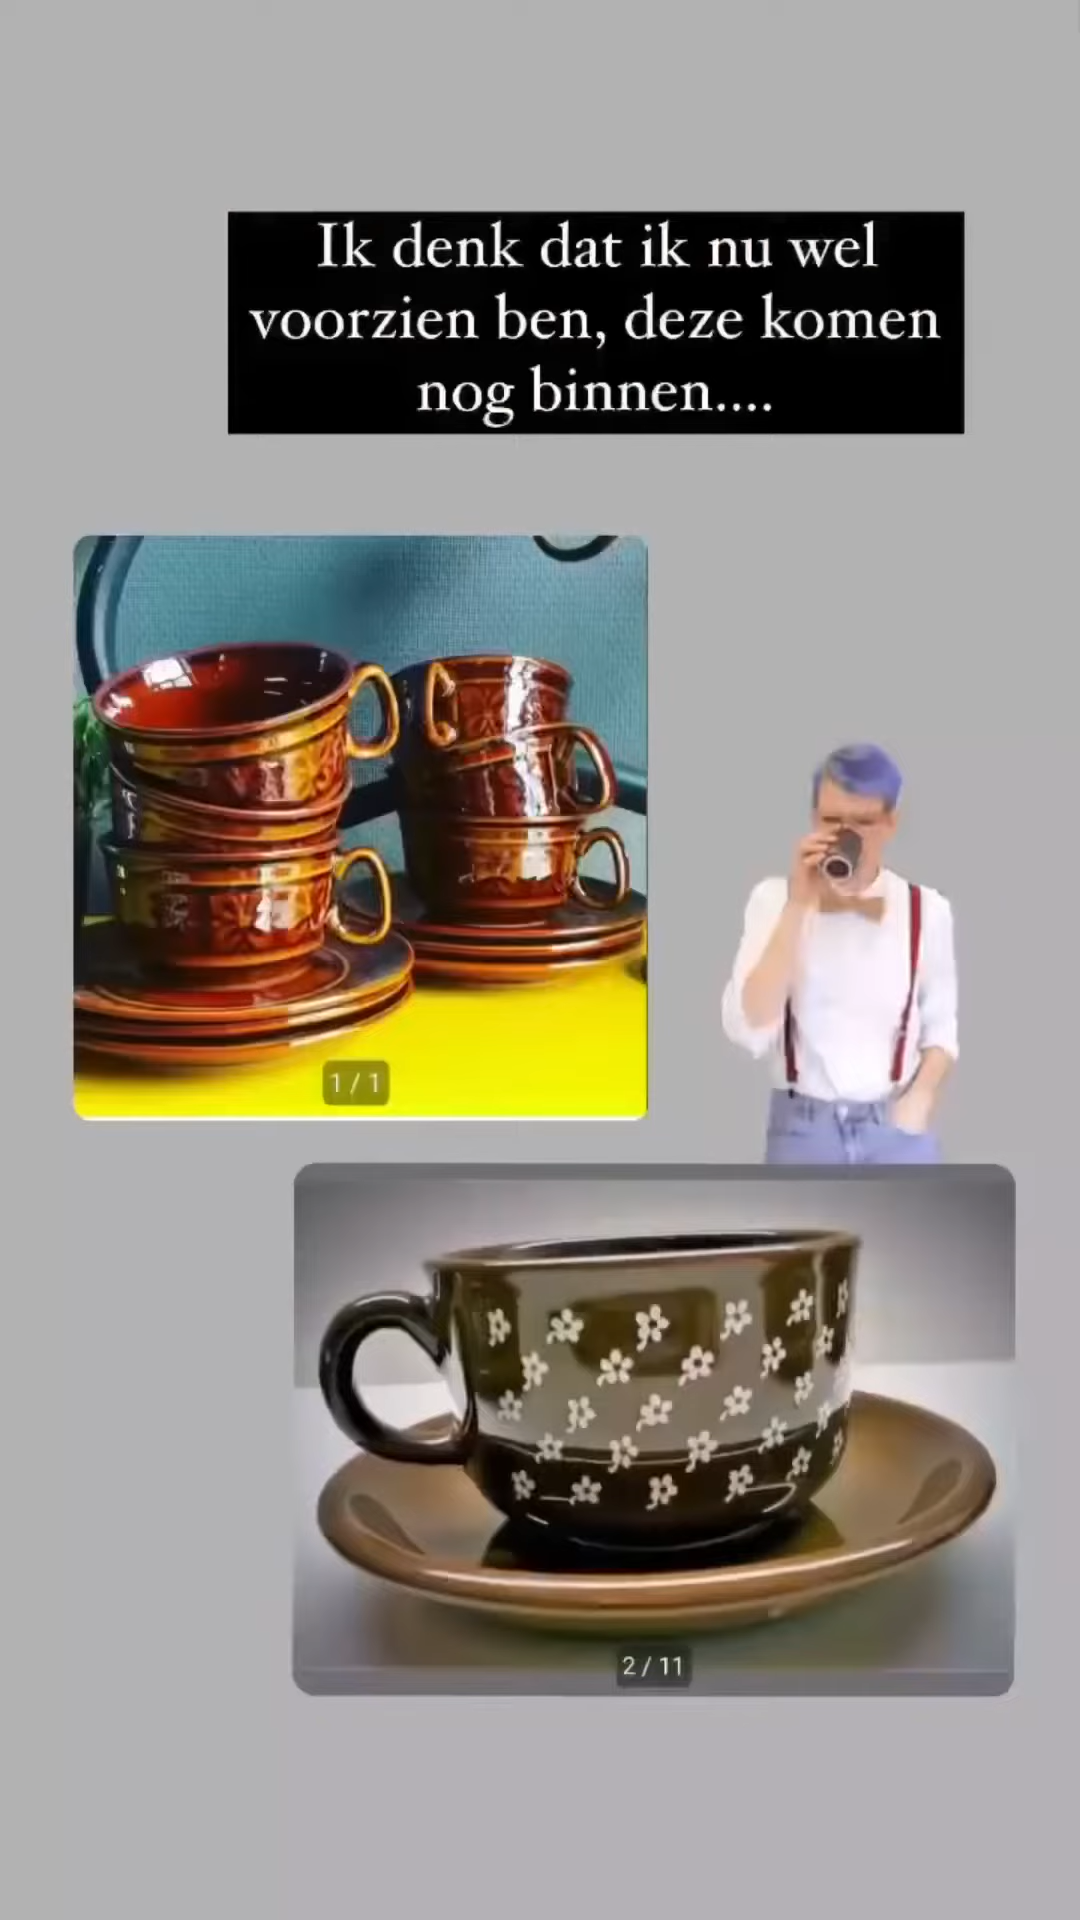 Ik denk dat ik nu wel
voorzien ben, deze komen
nog binnen....
1 / 1
2 / 11